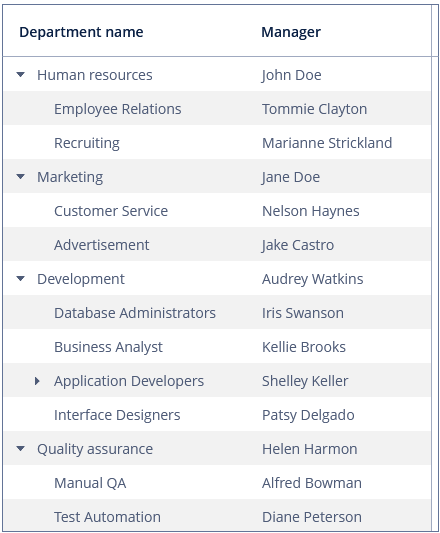 Department name Manager
Human resources John Doe
Employee Relations Tommie Clayton
Recruiting Marianne Strickland
Marketing Jane Doe
Customer Service Nelson Haynes
Advertisement Jake Castro
Development Audrey Watkins
Database Administrators Iris Swanson
Business Analyst Kellie Brooks
Application Developers Shelley Keller
Interface Designers Patsy Delgado
Quality assurance Helen Harmon
Manual QA Alfred Bowman
Test Automation Diane Peterson